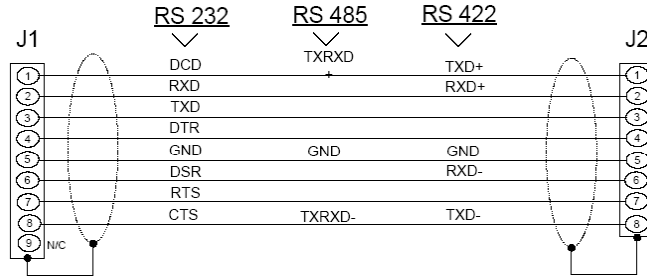 RS 232 RS 485 RS 422
J1 J2
DCD TXRXD + TXD+
1 1
RXD RXD+
2 2
TXD
3 3
DTR
4 4
GND GND GND
5 5
DSR RXD-
6 6
RTS
7 7
CTS TXRXD- TXD-
8 8
9 N/C